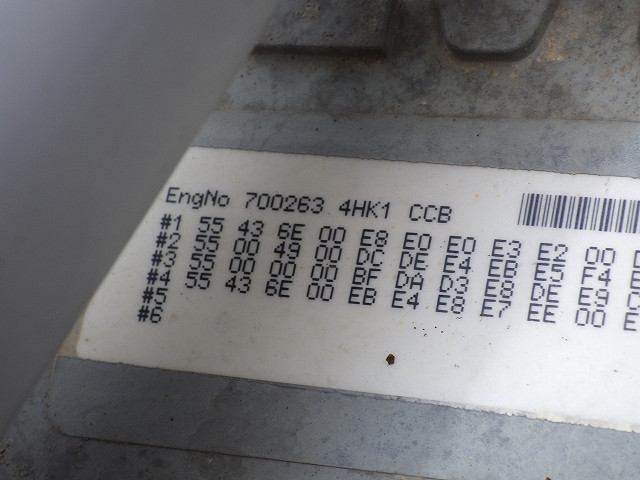 EngNo 700263 4HK1 CCB
#1 55 43 6E 00 E8 E0 E0 E3 E2 00
#2 55 00 49 00 DC DE E4 EB E5 F4
#3 55 00 00 00 BF DA D3 E8 DE E9
#4 55 43 6E 00 EB E4 E8 E7 EE 00
#5
#6